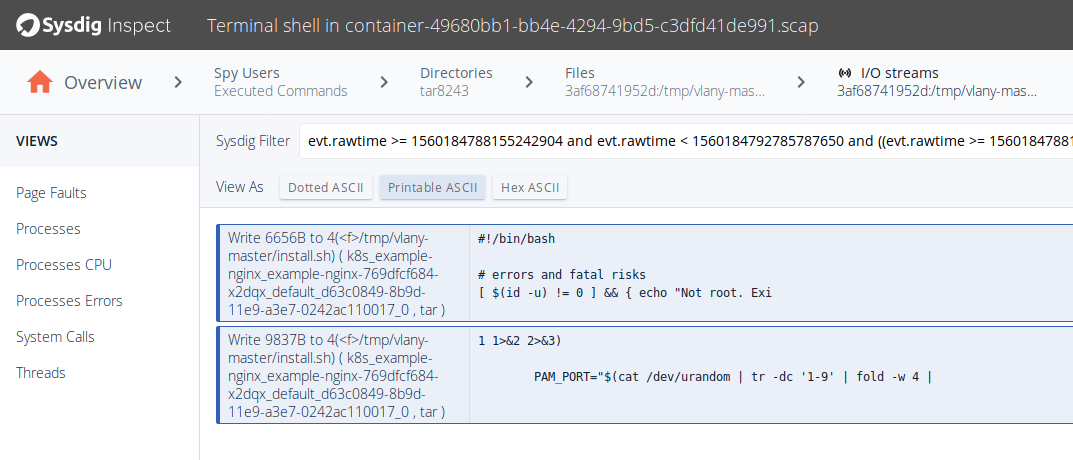 Sysdig Inspect
Terminal shell in container-49680bb1-bb4e-4294-9bd5-c3dfd41de991.scap
Overview
Spy Users
Executed Commands
Directories
tar8243
Files
3af68741952d:/tmp/vlany-mas...
I/O streams
3af68741952d:/tmp/vlany-mas...
VIEWS
Page Faults
Processes
Processes CPU
Processes Errors
System Calls
Threads
Sysdig Filter
evt.rawtime >= 1560184788155242904 and evt.rawtime < 1560184792785787650 and ((evt.rawtime >= 15601847881
View As
Dotted ASCII
Printable ASCII
Hex ASCII
Write 6656B to 4(<f>/tmp/vlany-
master/install.sh) ( k8s_example-
nginx_example-nginx-769dfcf684-
x2dqx_default_d63c0849-8b9d-
11e9-a3e7-0242ac110017_0 , tar )
#!/bin/bash
# errors and fatal risks
[ $(id -u) != 0 ] && { echo "Not root. Exi
Write 9837B to 4(<f>/tmp/vlany-
master/install.sh) ( k8s_example-
nginx_example-nginx-769dfcf684-
x2dqx_default_d63c0849-8b9d-
11e9-a3e7-0242ac110017_0 , tar )
1 1>&2 2>&3)
PAM_PORT="$(cat /dev/urandom | tr -dc '1-9' | fold -w 4 |